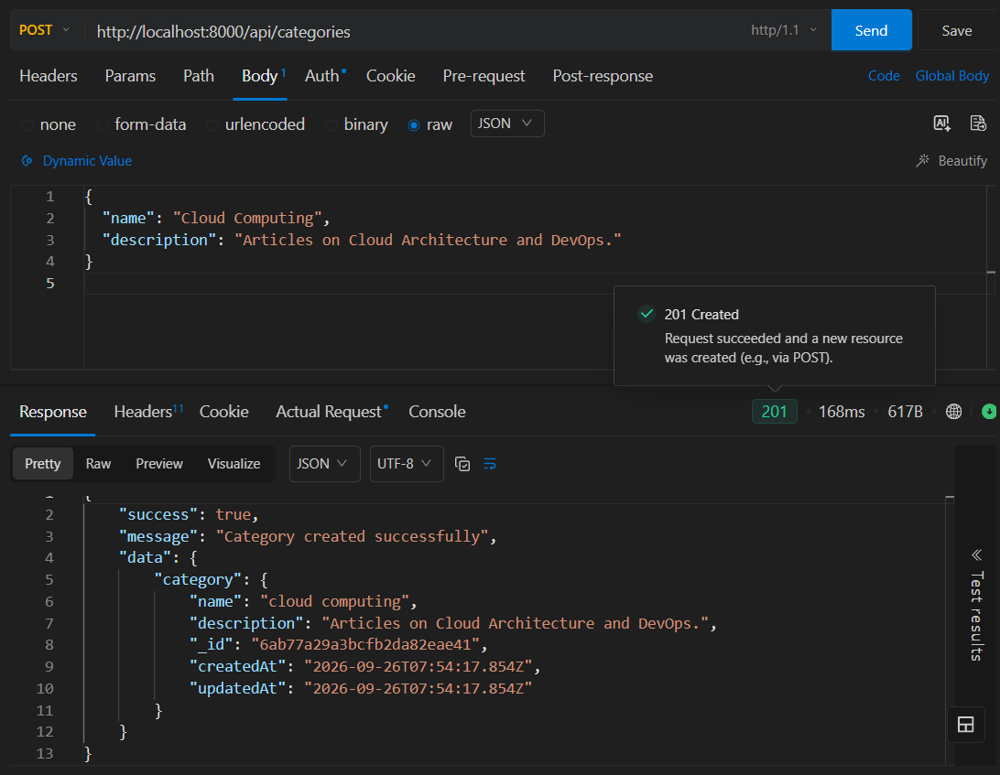 POST http://localhost:8000/api/categories http/1.1 Send Save
Headers Params Path Body 1 Auth Cookie Pre-request Post-response Code Global Body
none form-data urlencoded binary raw JSON
Dynamic Value Beautify
1 {
2 "name": "Cloud Computing",
3 "description": "Articles on Cloud Architecture and DevOps."
4 }
5
201 Created
Request succeeded and a new resource
was created (e.g., via POST).
Response Headers 11 Cookie Actual Request Console 201 168ms 617B
Pretty Raw Preview Visualize JSON UTF-8
1 {
2 "success": true,
3 "message": "Category created successfully",
4 "data": {
5 "category": {
6 "name": "cloud computing",
7 "description": "Articles on Cloud Architecture and DevOps.",
8 "_id": "6ab77a29a3bcfb2da82eae41",
9 "createdAt": "2026-09-26T07:54:17.854Z",
10 "updatedAt": "2026-09-26T07:54:17.854Z"
11 }
12 }
13 }
Test results